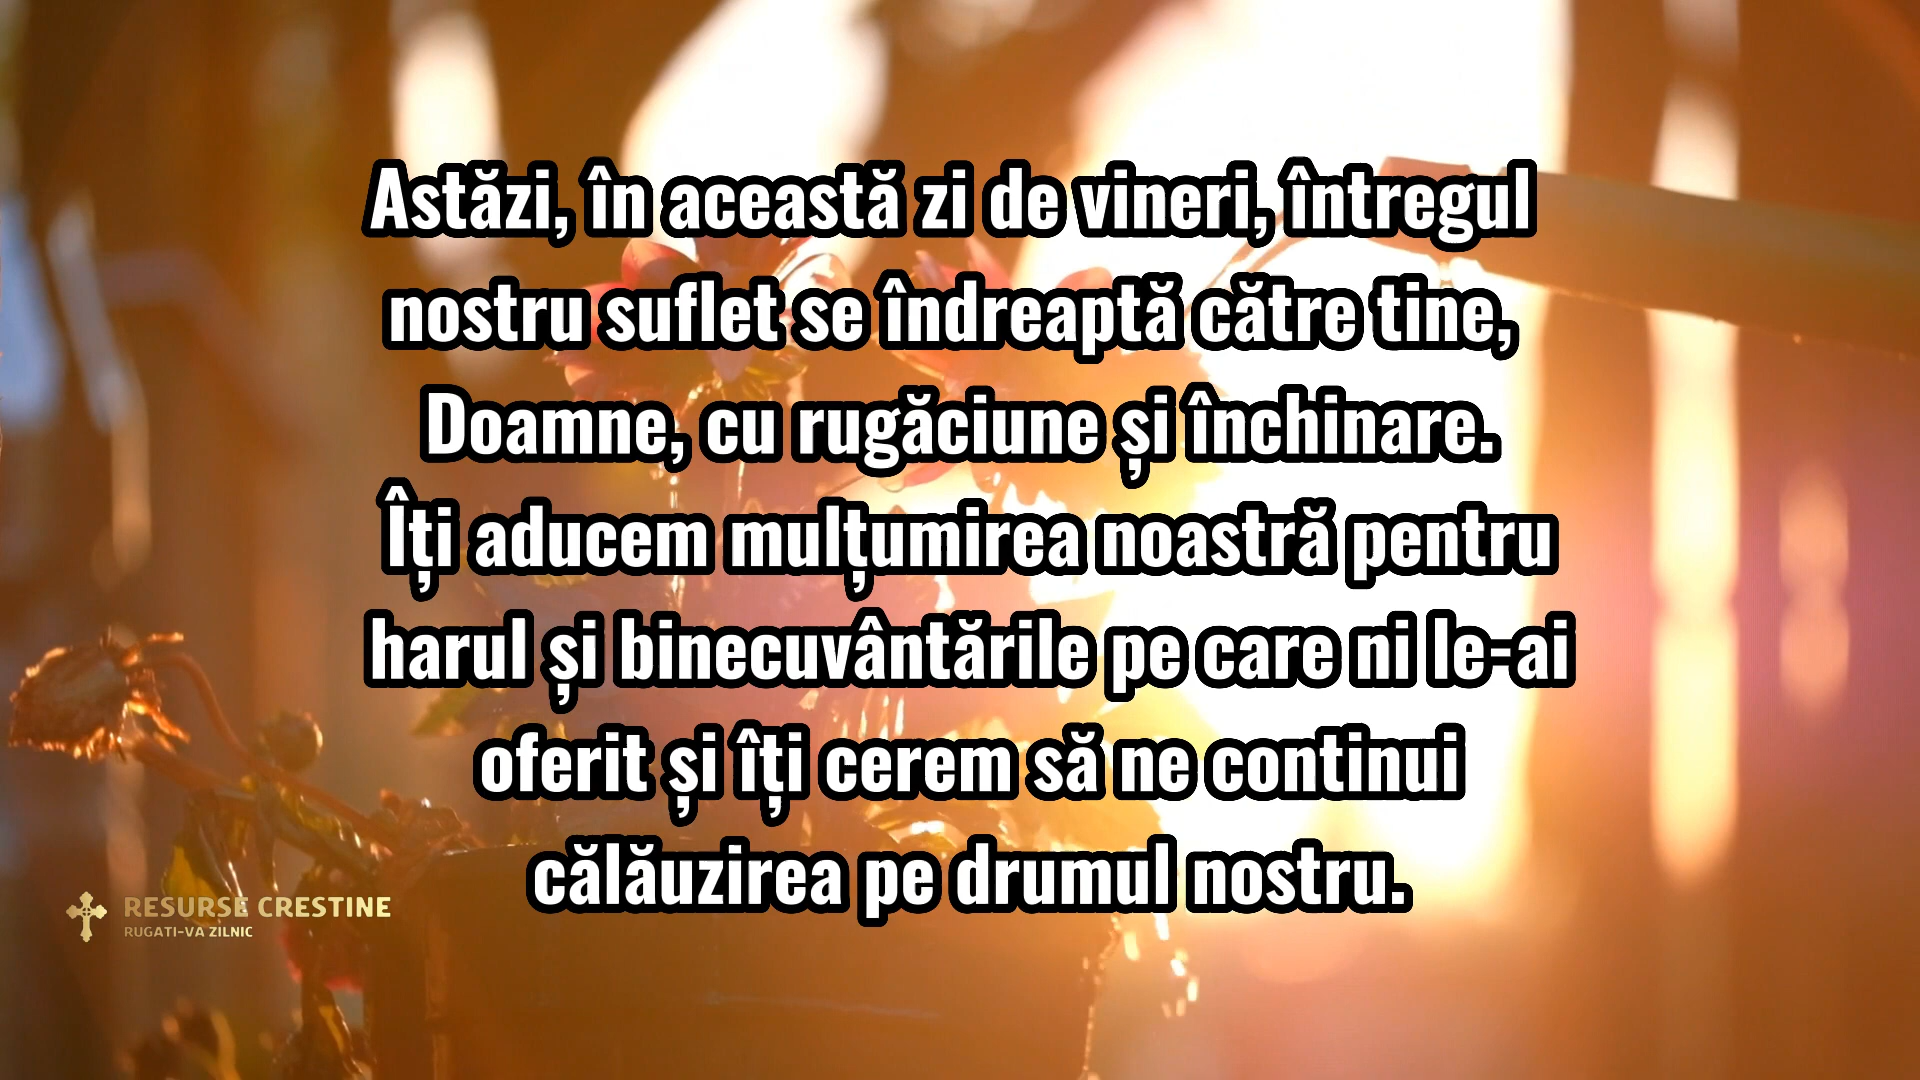 Astăzi, în această zi de vineri, întregul
nostru suflet se îndreaptă către tine,
Doamne, cu rugăciune și închinare.
Îți aducem mulțumirea noastră pentru
harul și binecuvântările pe care ni le-ai
oferit și îți cerem să ne continui
călăuzirea pe drumul nostru.
RESURSE CRESTINE
RUGATI-VA ZILNIC